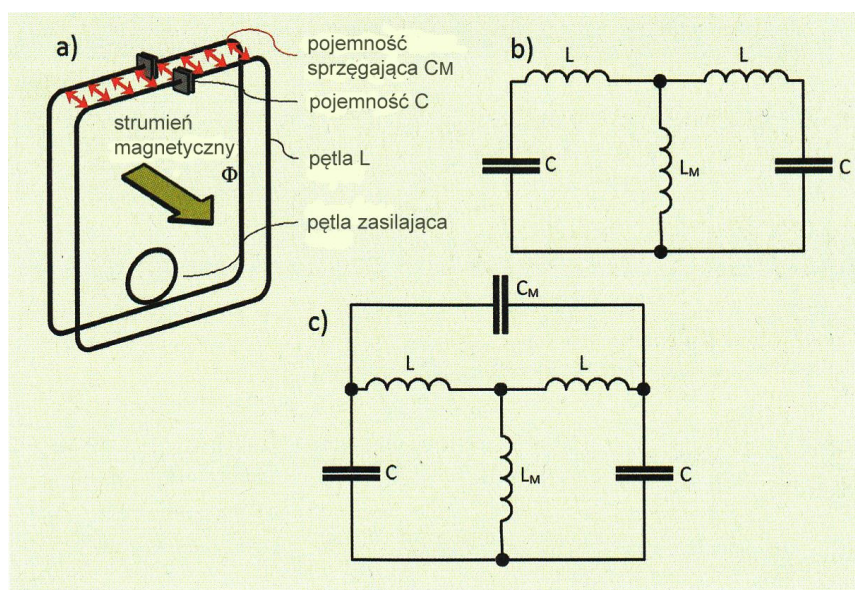 a)
pojemność
sprzęgająca CM
pojemność C
strumień
magnetyczny
Φ
pętla L
pętla zasilająca
b)
L
L
C
LM
C
c)
CM
L
L
C
LM
C